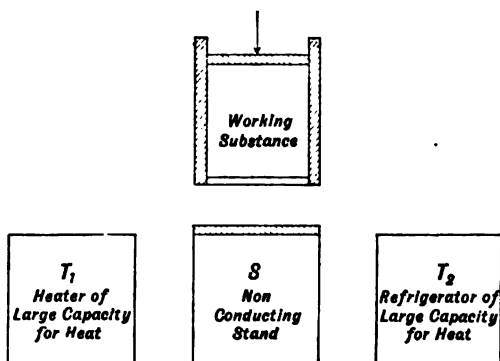 Working
Substance
T₁
Heater of
Large Capacity
for Heat
S
Non
Conducting
Stand
T₂
Refrigerator of
Large Capacity
for Heat